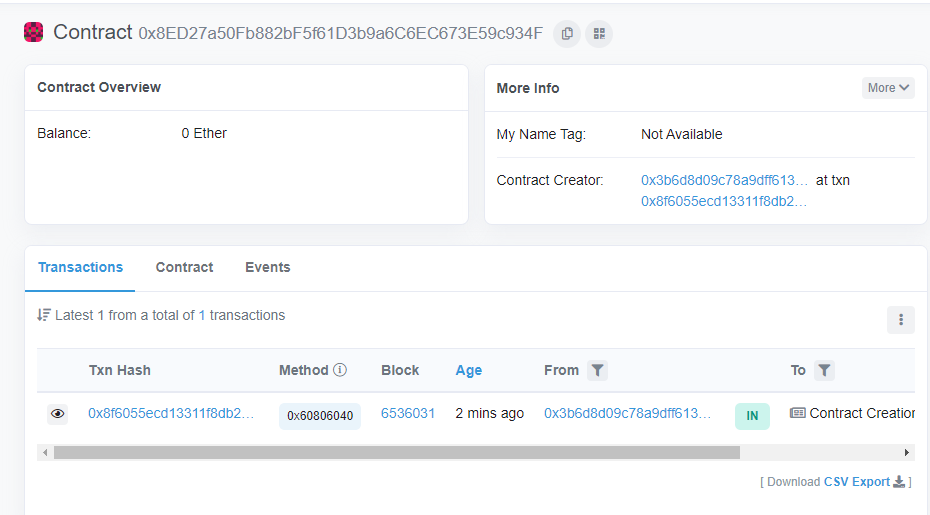 Contract 0x8ED27a50Fb882bF5f61D3b9a6C6EC673E59c934F
Contract Overview
Balance: 0 Ether
More Info
More
My Name Tag: Not Available
Contract Creator: 0x3b6d8d09c78a9dff613... at txn
0x8f6055ecd13311f8db2...
Transactions Contract Events
Latest 1 from a total of 1 transactions
Txn Hash Method Block Age From To
0x8f6055ecd13311f8db2... 0x60806040 6536031 2 mins ago 0x3b6d8d09c78a9dff613... IN Contract Creation
[ Download CSV Export ]